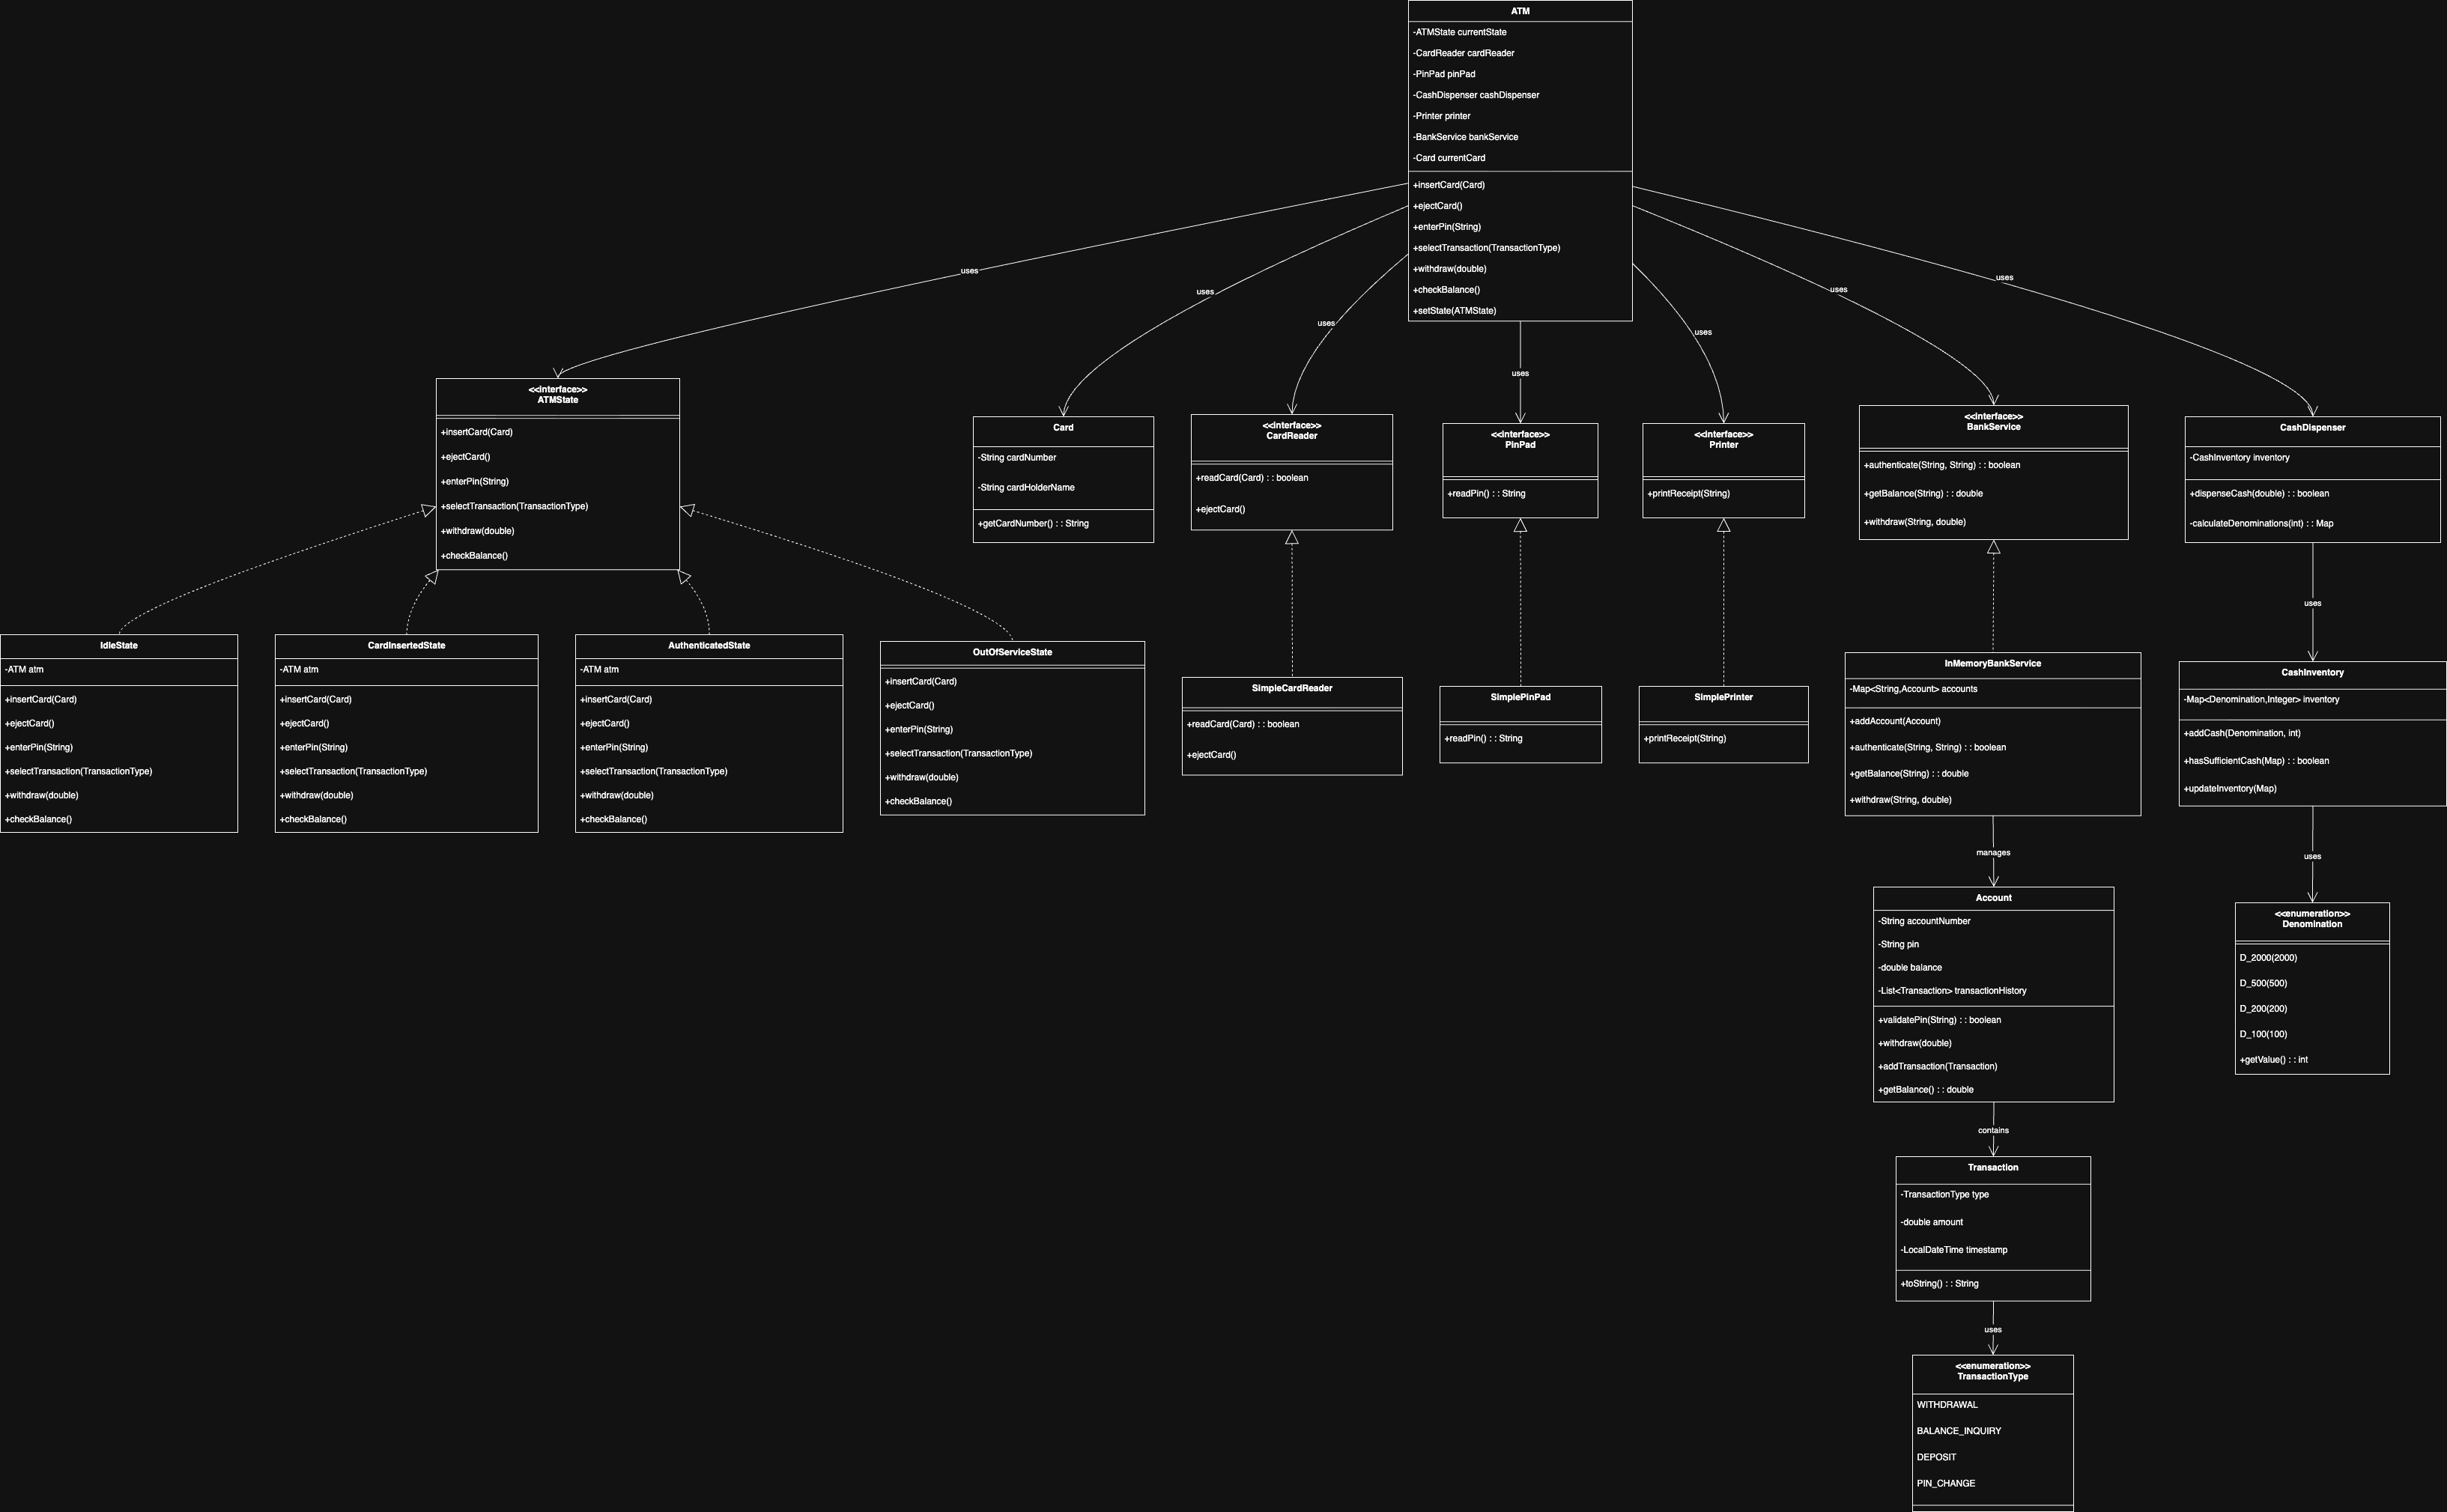 ATM
-ATMState currentState
-CardReader cardReader
-PinPad pinPad
-CashDispenser cashDispenser
-Printer printer
-BankService bankService
-Card currentCard
+insertCard(Card)
+ejectCard()
+enterPin(String)
+selectTransaction(TransactionType)
+withdraw(double)
+checkBalance()
+setState(ATMState)
uses
uses
uses
uses
uses
uses
uses
<<interface>>
ATMState
+insertCard(Card)
+ejectCard()
+enterPin(String)
+selectTransaction(TransactionType)
+withdraw(double)
+checkBalance()
Card
-String cardNumber
-String cardHolderName
+getCardNumber() : : String
<<interface>>
CardReader
+readCard(Card) : : boolean
+ejectCard()
<<interface>>
PinPad
+readPin() : : String
<<interface>>
Printer
+printReceipt(String)
<<interface>>
BankService
+authenticate(String, String) : : boolean
+getBalance(String) : : double
+withdraw(String, double)
CashDispenser
-CashInventory inventory
+dispenseCash(double) : : boolean
-calculateDenominations(int) : : Map
uses
IdleState
-ATM atm
+insertCard(Card)
+ejectCard()
+enterPin(String)
+selectTransaction(TransactionType)
+withdraw(double)
+checkBalance()
CardInsertedState
-ATM atm
+insertCard(Card)
+ejectCard()
+enterPin(String)
+selectTransaction(TransactionType)
+withdraw(double)
+checkBalance()
AuthenticatedState
-ATM atm
+insertCard(Card)
+ejectCard()
+enterPin(String)
+selectTransaction(TransactionType)
+withdraw(double)
+checkBalance()
OutOfServiceState
+insertCard(Card)
+ejectCard()
+enterPin(String)
+selectTransaction(TransactionType)
+withdraw(double)
+checkBalance()
SimpleCardReader
+readCard(Card) : : boolean
+ejectCard()
SimplePinPad
+readPin() : : String
SimplePrinter
+printReceipt(String)
InMemoryBankService
-Map<String,Account> accounts
+addAccount(Account)
+authenticate(String, String) : : boolean
+getBalance(String) : : double
+withdraw(String, double)
CashInventory
-Map<Denomination,Integer> inventory
+addCash(Denomination, int)
+hasSufficientCash(Map) : : boolean
+updateInventory(Map)
manages
uses
Account
-String accountNumber
-String pin
-double balance
-List<Transaction> transactionHistory
+validatePin(String) : : boolean
+withdraw(double)
+addTransaction(Transaction)
+getBalance() : : double
<<enumeration>>
Denomination
D_2000(2000)
D_500(500)
D_200(200)
D_100(100)
+getValue() : : int
contains
Transaction
-TransactionType type
-double amount
-LocalDateTime timestamp
+toString() : : String
uses
<<enumeration>>
TransactionType
WITHDRAWAL
BALANCE_INQUIRY
DEPOSIT
PIN_CHANGE